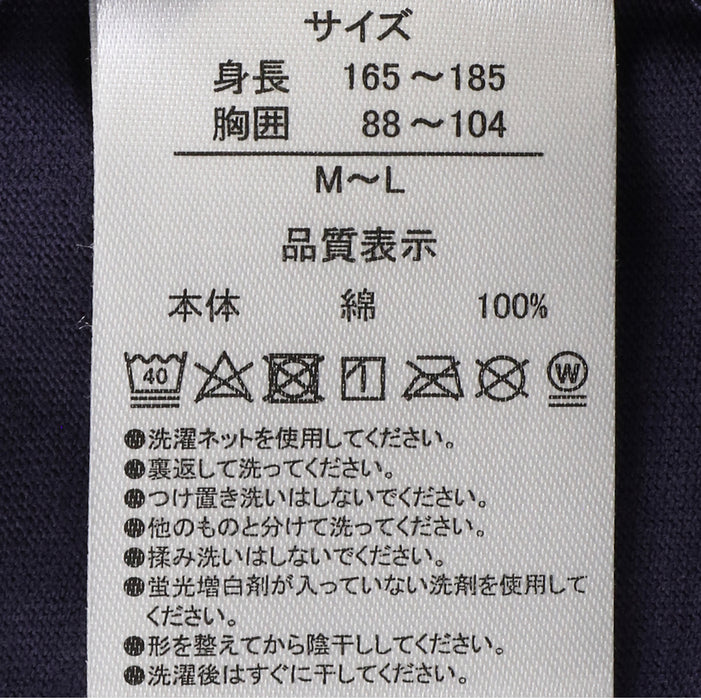 サイズ
身長 165～185
胸囲 88～104
M～L
品質表示
本体 綿 100%
40 1 W
●洗濯ネットを使用してください。
●裏返して洗ってください。
●つけ置き洗いはしないでください。
●他のものと分けて洗ってください。
●揉み洗いはしないでください。
●蛍光増白剤が入っていない洗剤を使用して
ください。
●形を整えてから陰干ししてください。
●洗濯後はすぐに干してください。